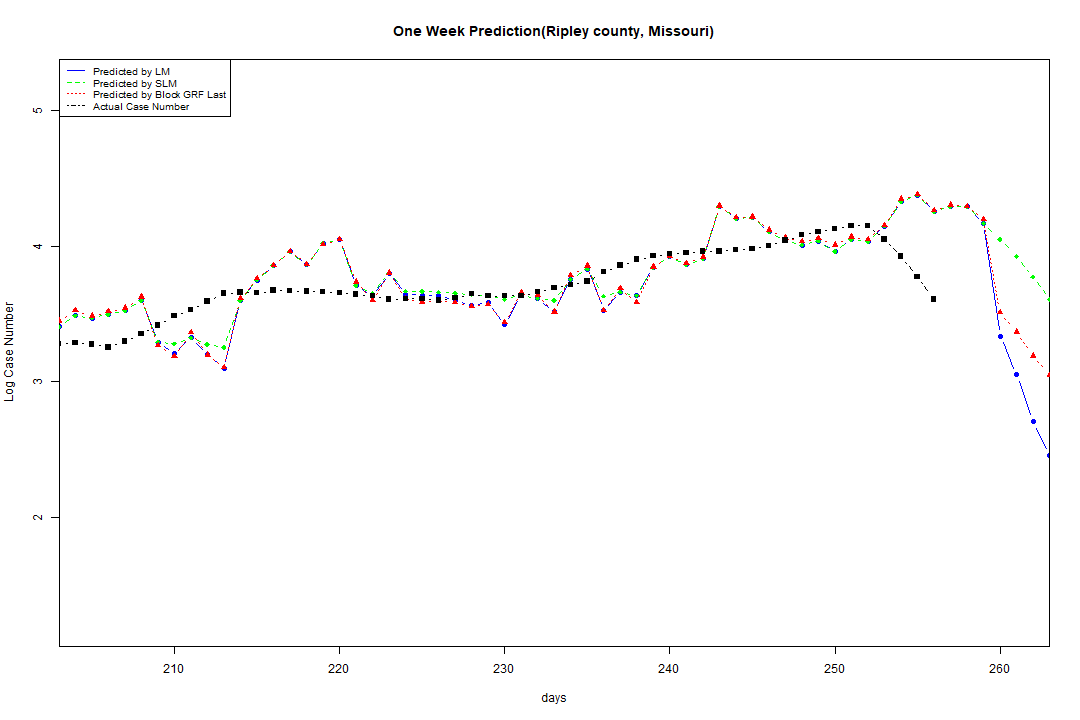 One Week Prediction(Ripley county, Missouri)
Predicted by LM
Predicted by SLM
Predicted by Block GRF Last
Actual Case Number
5
4
3
2
Log Case Number
210 220 230 240 250 260
days